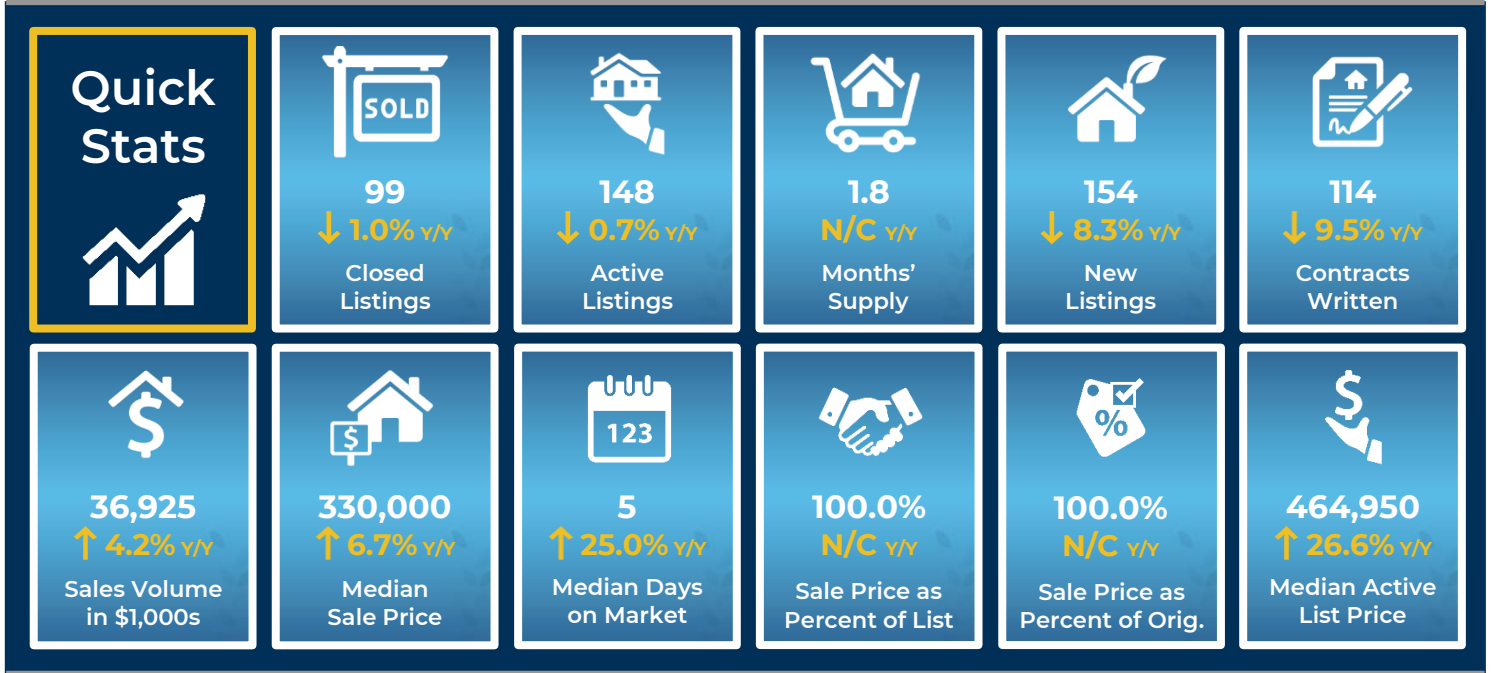 Quick
Stats
SOLD
99
↓ 1.0% Y/Y
Closed
Listings
148
↓ 0.7% Y/Y
Active
Listings
1.8
N/C Y/Y
Months’
Supply
154
↓ 8.3% Y/Y
New
Listings
114
↓ 9.5% Y/Y
Contracts
Written
$
36,925
↑ 4.2% Y/Y
Sales Volume
in $1,000s
$
330,000
↑ 6.7% Y/Y
Median
Sale Price
123
5
↑ 25.0% Y/Y
Median Days
on Market
100.0%
N/C Y/Y
Sale Price as
Percent of List
%
100.0%
N/C Y/Y
Sale Price as
Percent of Orig.
$
464,950
↑ 26.6% Y/Y
Median Active
List Price